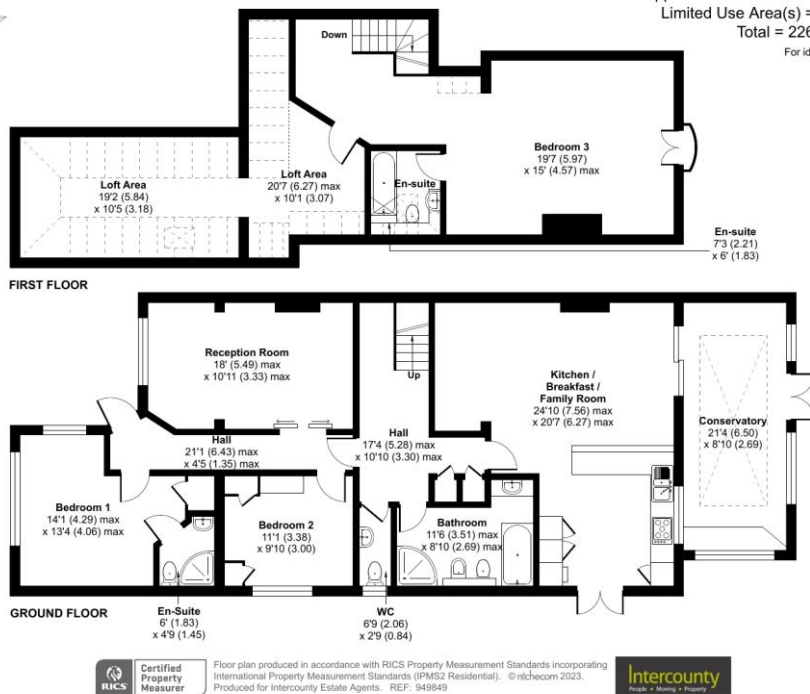 Limited Use Area(s) =
Total = 226
For id
Down
Bedroom 3
19'7 (5.97)
x 15' (4.57) max
Loft Area
19'2 (5.84)
x 10'5 (3.18)
Loft Area
20'7 (6.27) max
x 10'1 (3.07)
En-suite
En-suite
7'3 (2.21)
x 6' (1.83)
FIRST FLOOR
Reception Room
18' (5.49) max
x 10'11 (3.33) max
Up
Kitchen /
Breakfast /
Family Room
24'10 (7.56) max
x 20'7 (6.27) max
Conservatory
21'4 (6.50)
x 8'10 (2.69)
Hall
21'1 (6.43) max
x 4'5 (1.35) max
Hall
17'4 (5.28) max
x 10'10 (3.30) max
Bedroom 1
14'1 (4.29) max
x 13'4 (4.06) max
Bedroom 2
11'1 (3.38)
x 9'10 (3.00)
Bathroom
11'6 (3.51) max
x 8'10 (2.69) max
GROUND FLOOR
En-Suite
6' (1.83)
x 4'9 (1.45)
WC
6'9 (2.06)
x 2'9 (0.84)
RICS
Certified
Property
Measurer
Floor plan produced in accordance with RICS Property Measurement Standards incorporating
International Property Measurement Standards (IPMS2 Residential). © nichecom 2023.
Produced for Intercounty Estate Agents. REF: 949849
Intercounty
People • Moving • Property